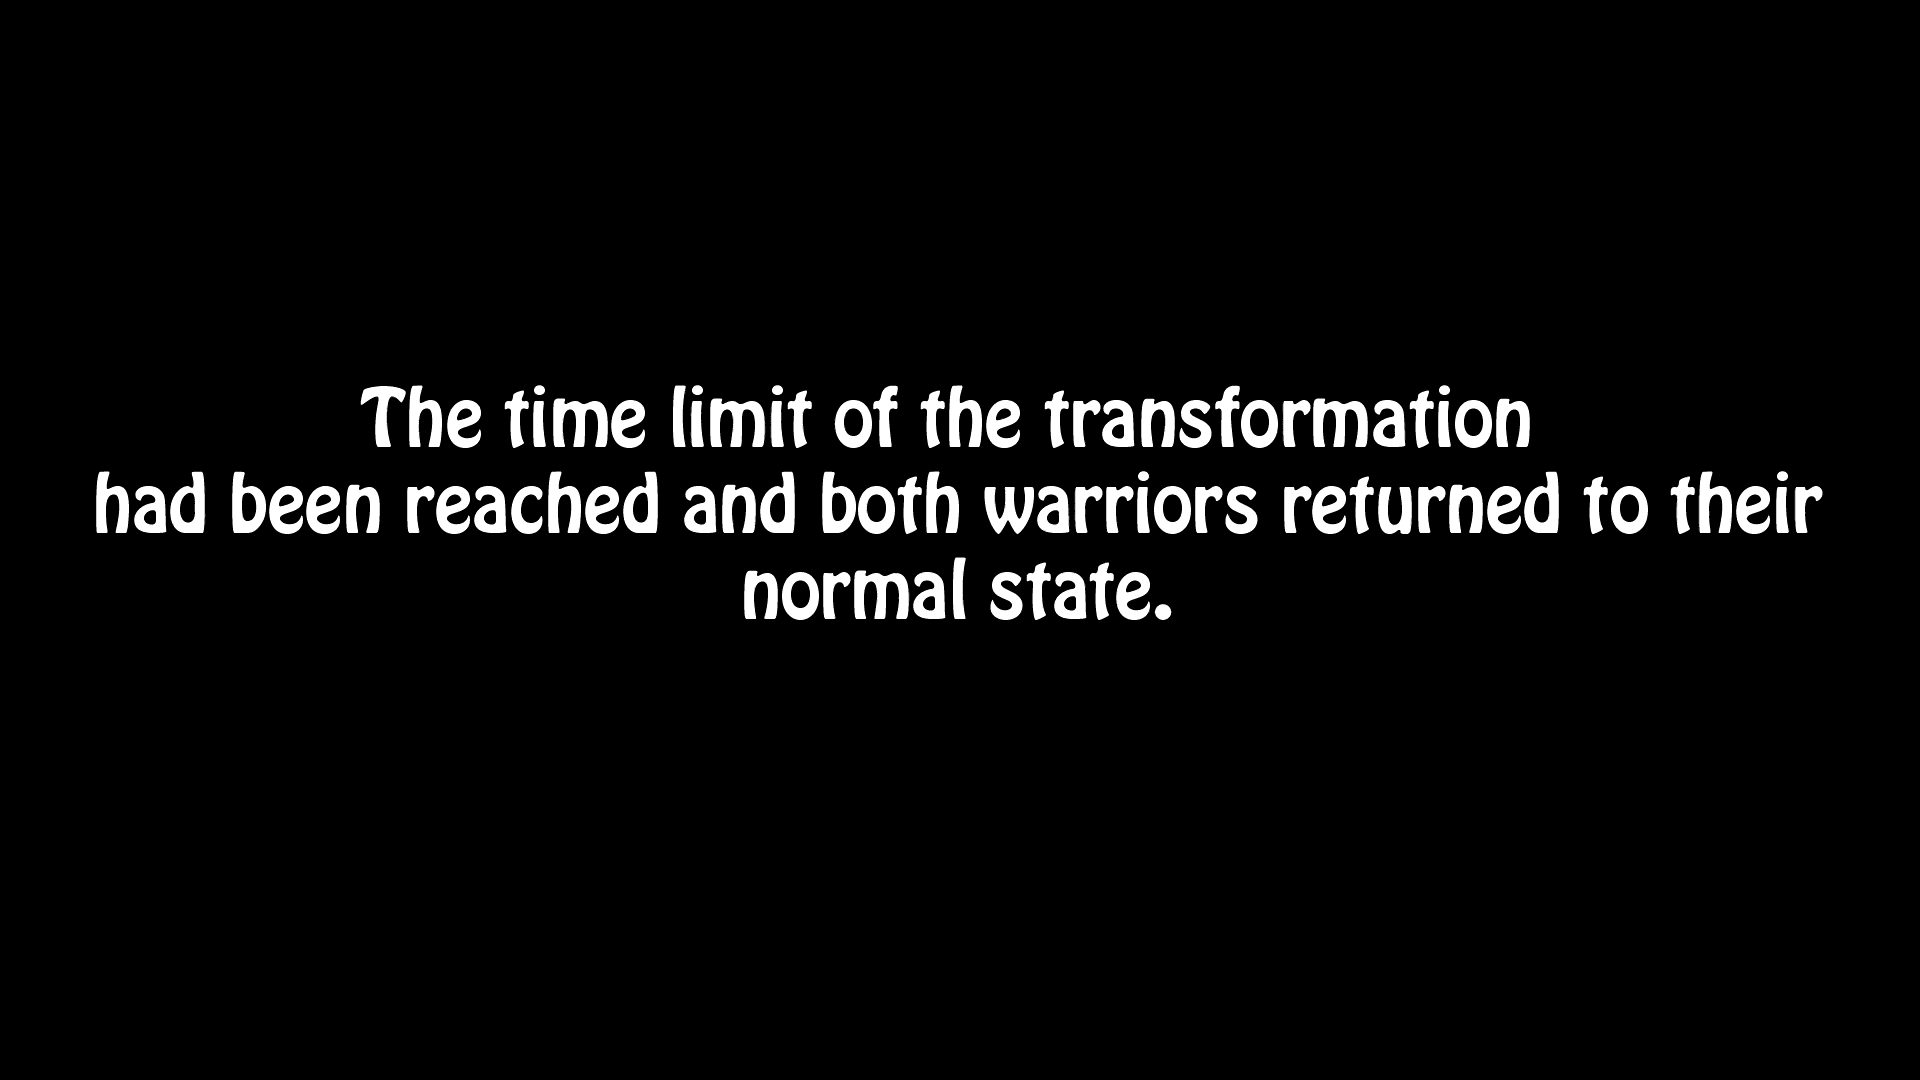 The time limit of the transformation
had been reached and both warriors returned to their
normal state.